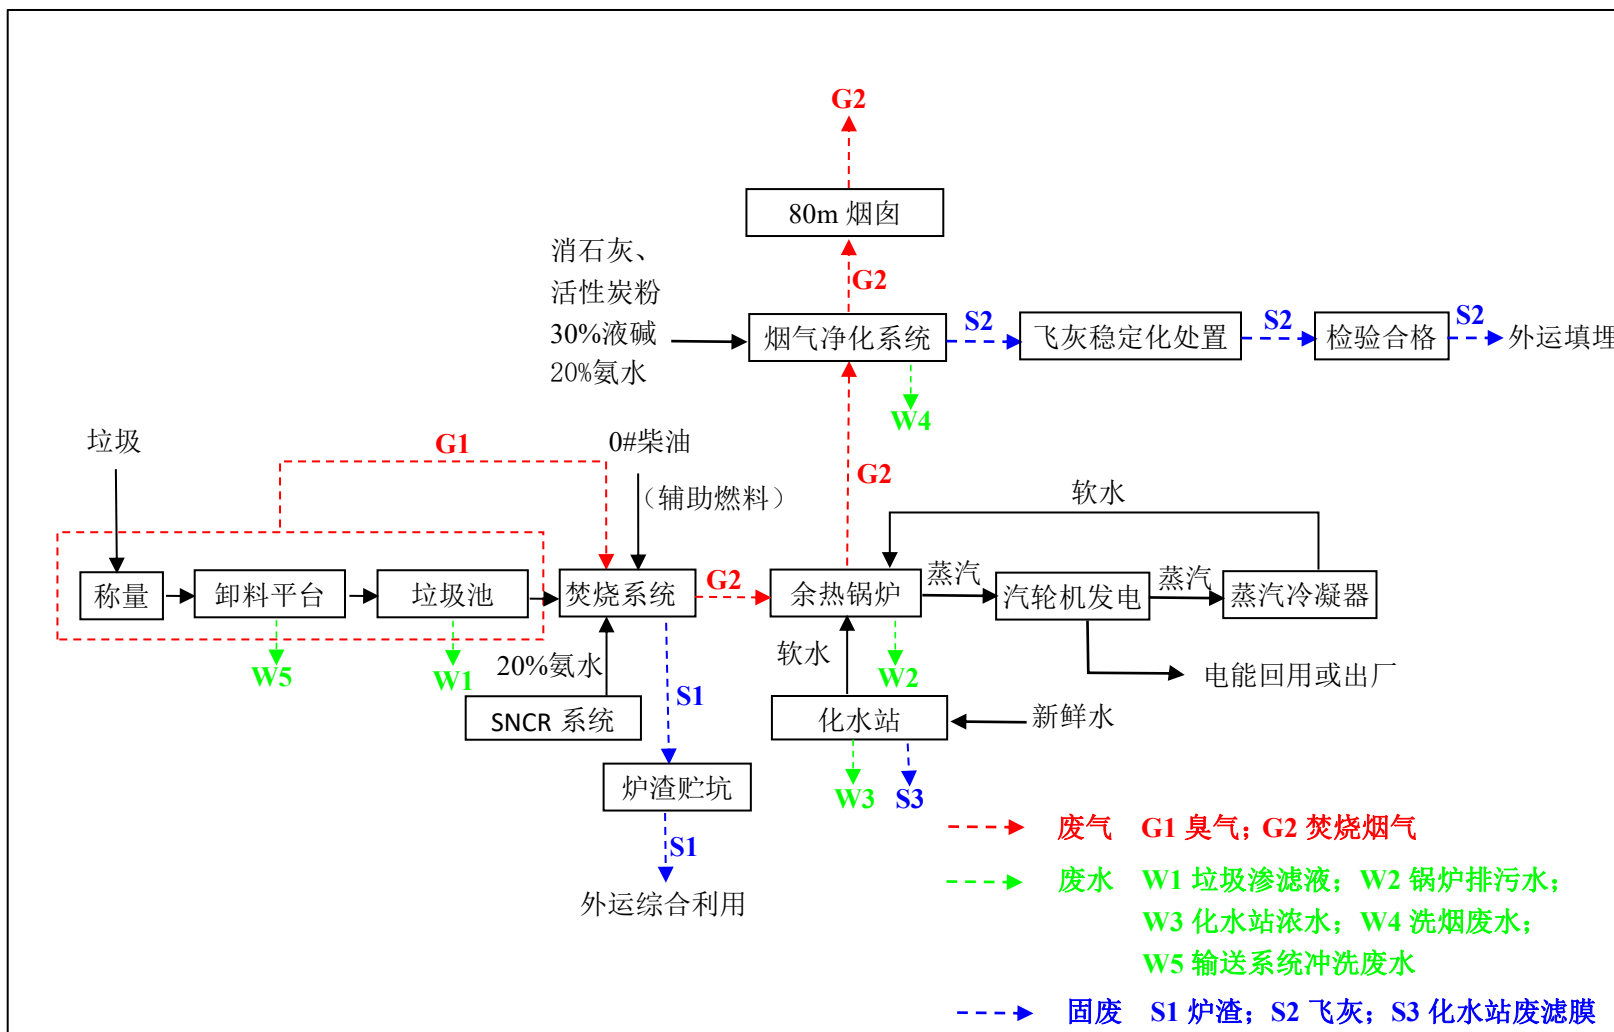 G2
80m 烟囱
消石灰、
活性炭粉
30%液碱
20%氨水
G2
烟气净化系统
S2
飞灰稳定化处置
S2
检验合格
S2
外运填埋
W4
垃圾
G1
0#柴油
（辅助燃料）
G2
软水
称量
卸料平台
垃圾池
焚烧系统
G2
余热锅炉
蒸汽
汽轮机发电
蒸汽
蒸汽冷凝器
W5
W1
20%氨水
S1
软水
W2
电能回用或出厂
SNCR 系统
化水站
新鲜水
炉渣贮坑
W3
S3
S1
外运综合利用
废气 G1 臭气；G2 焚烧烟气
废水 W1 垃圾渗滤液；W2 锅炉排污水；
W3 化水站浓水；W4 洗烟废水；
W5 输送系统冲洗废水
固废 S1 炉渣；S2 飞灰；S3 化水站废滤膜